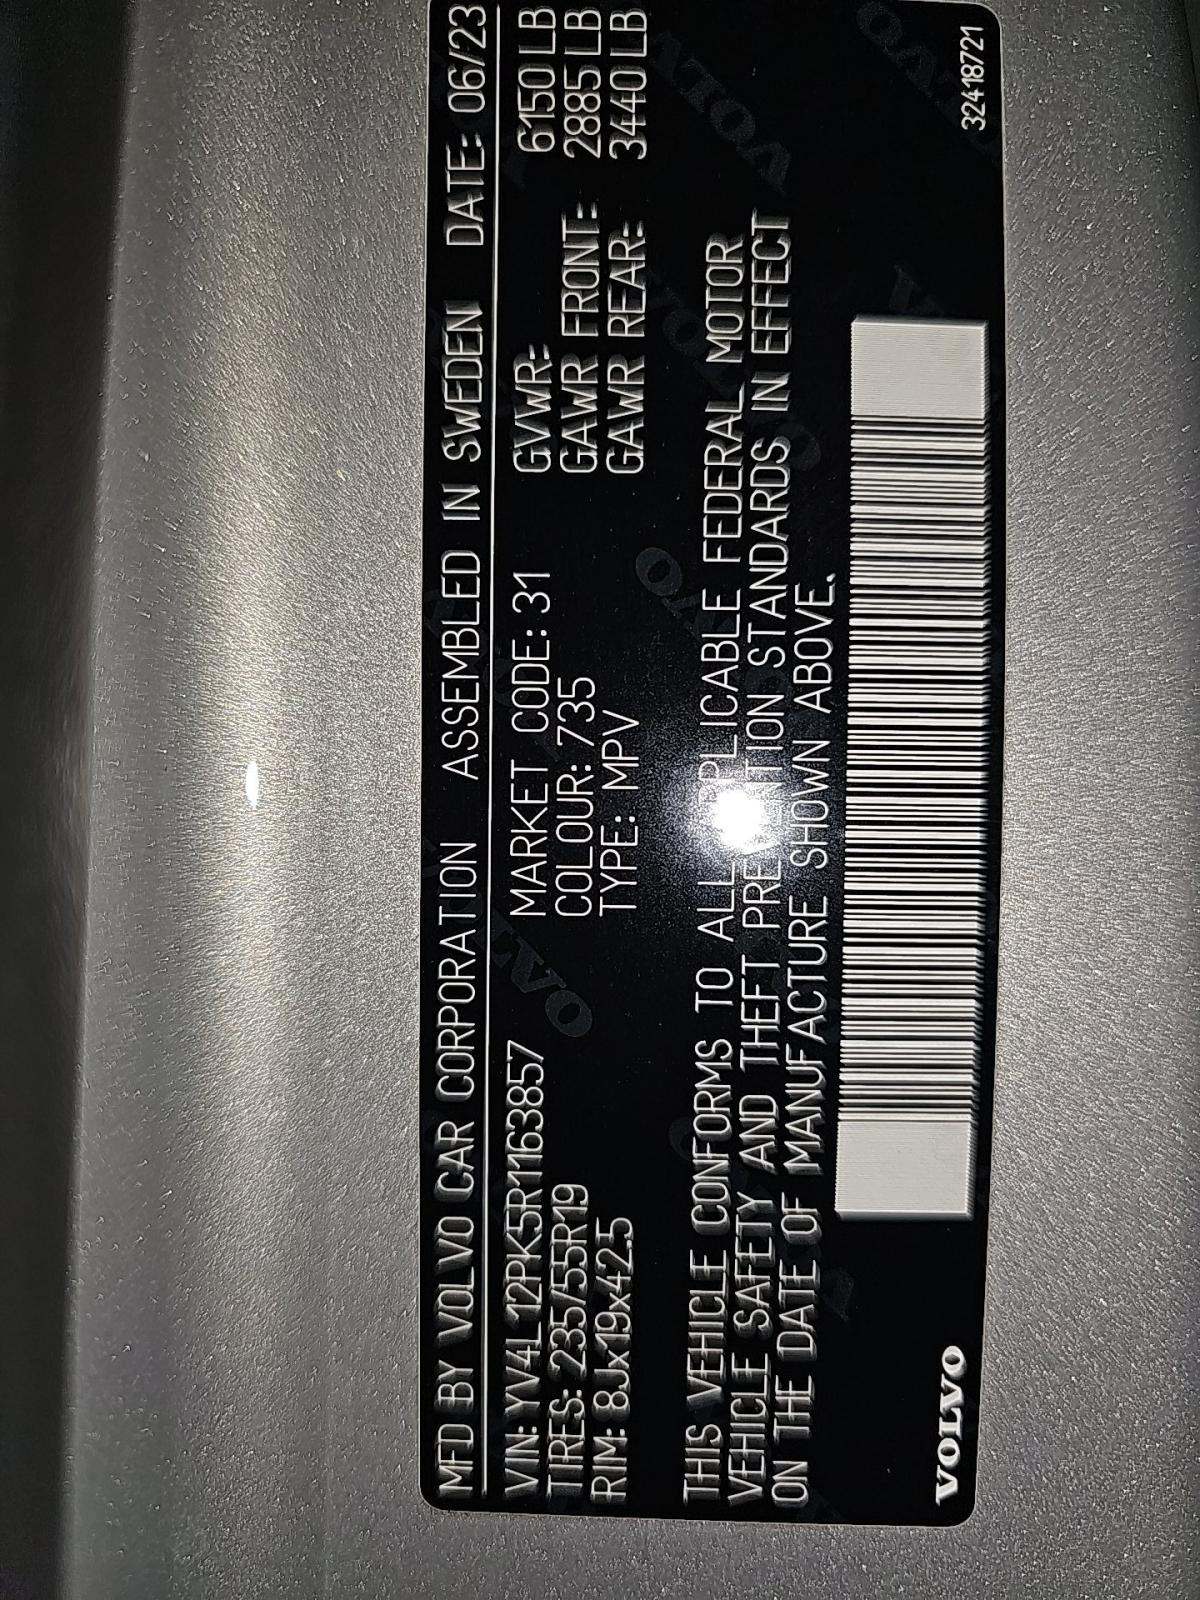 MFD BY VOLVO CAR CORPORATION ASSEMBLED IN SWEDEN DATE: 06/23
VIN: YV4L12PK5R1163857 MARKET CODE: 31 GVWR: 6150 LB
TIRES: 235/55R19 COLOUR: 735 GAWR FRONT: 2885 LB
RIM: 8Jx19x42.5 TYPE: MPV GAWR REAR: 3440 LB
THIS VEHICLE CONFORMS TO ALL APPLICABLE FEDERAL MOTOR
VEHICLE SAFETY AND THEFT PREVENTION STANDARDS IN EFFECT
ON THE DATE OF MANUFACTURE SHOWN ABOVE.
VOLVO 32418721